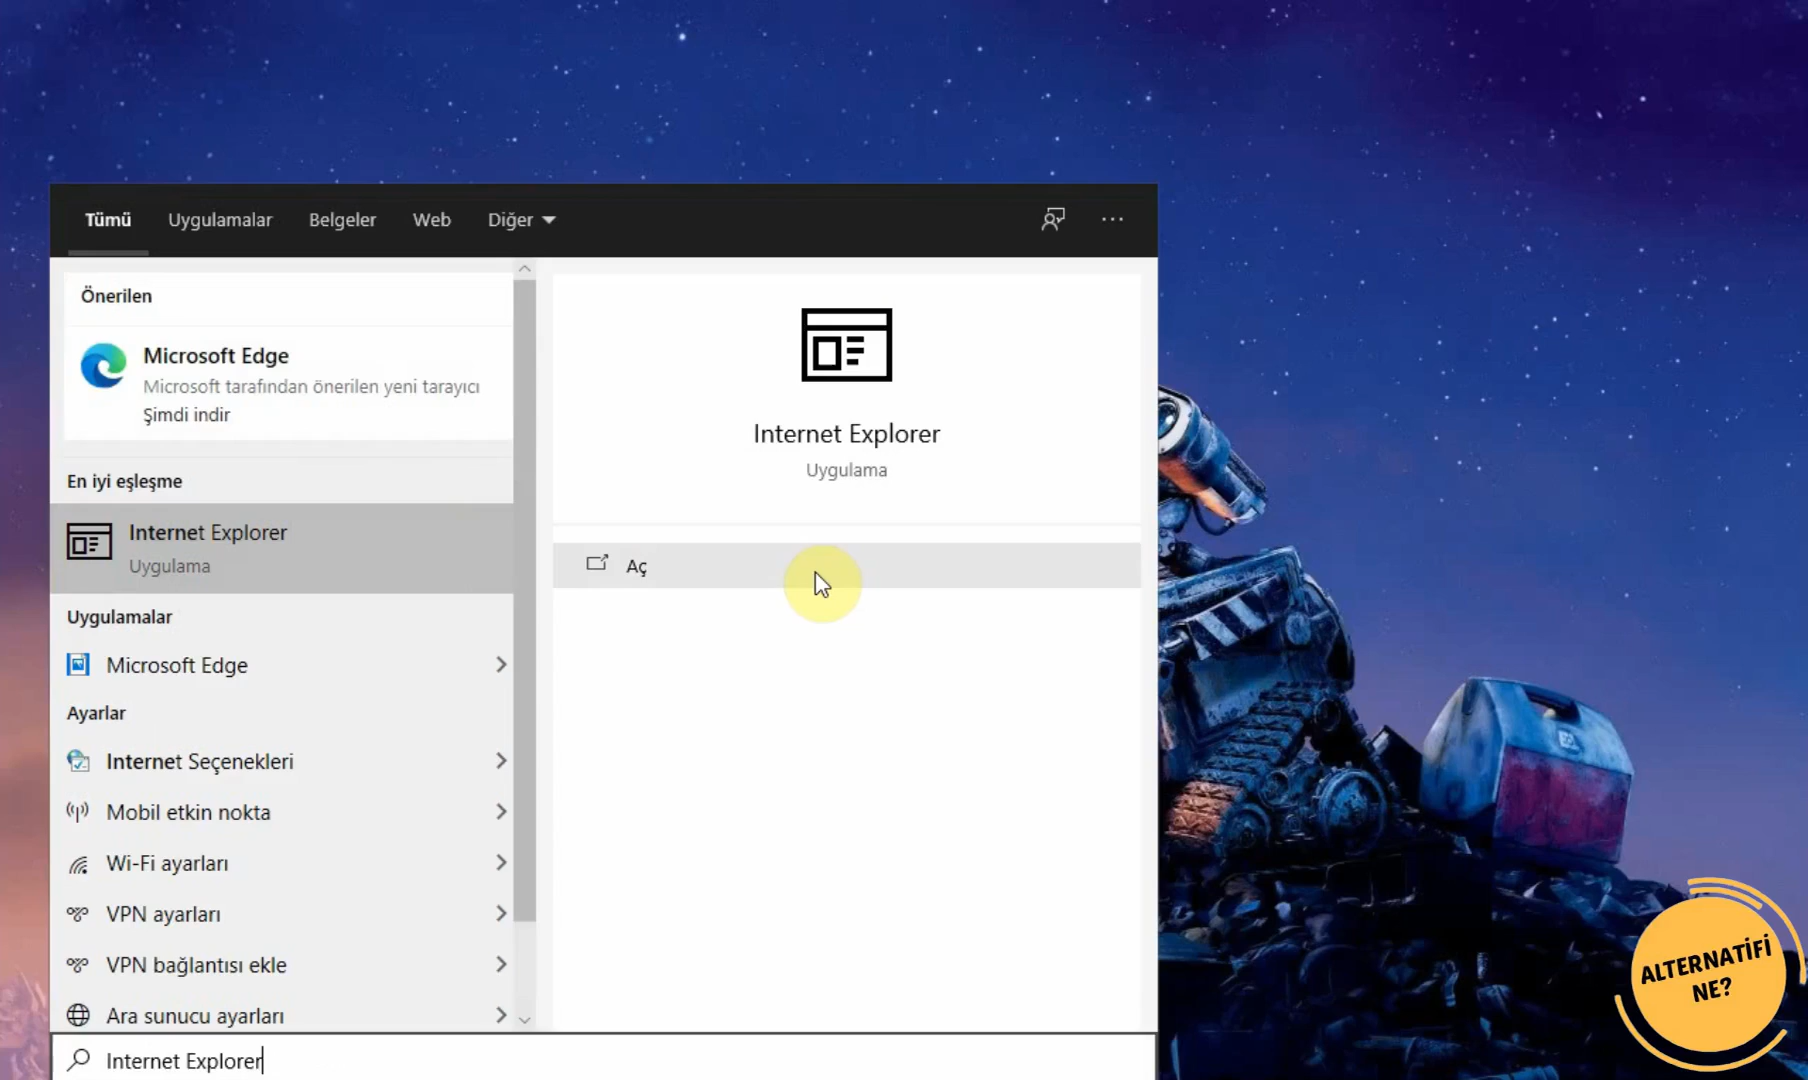 Tümü Uygulamalar Belgeler Web Diğer
Önerilen
Microsoft Edge
Microsoft tarafından önerilen yeni tarayıcı
Şimdi indir
En iyi eşleşme
Internet Explorer
Uygulama
Uygulamalar
Microsoft Edge
Ayarlar
Internet Seçenekleri
Mobil etkin nokta
Wi-Fi ayarları
VPN ayarları
VPN bağlantısı ekle
Ara sunucu ayarları
Internet Explorer
Internet Explorer
Uygulama
Aç
ALTERNATİFİ
NE?